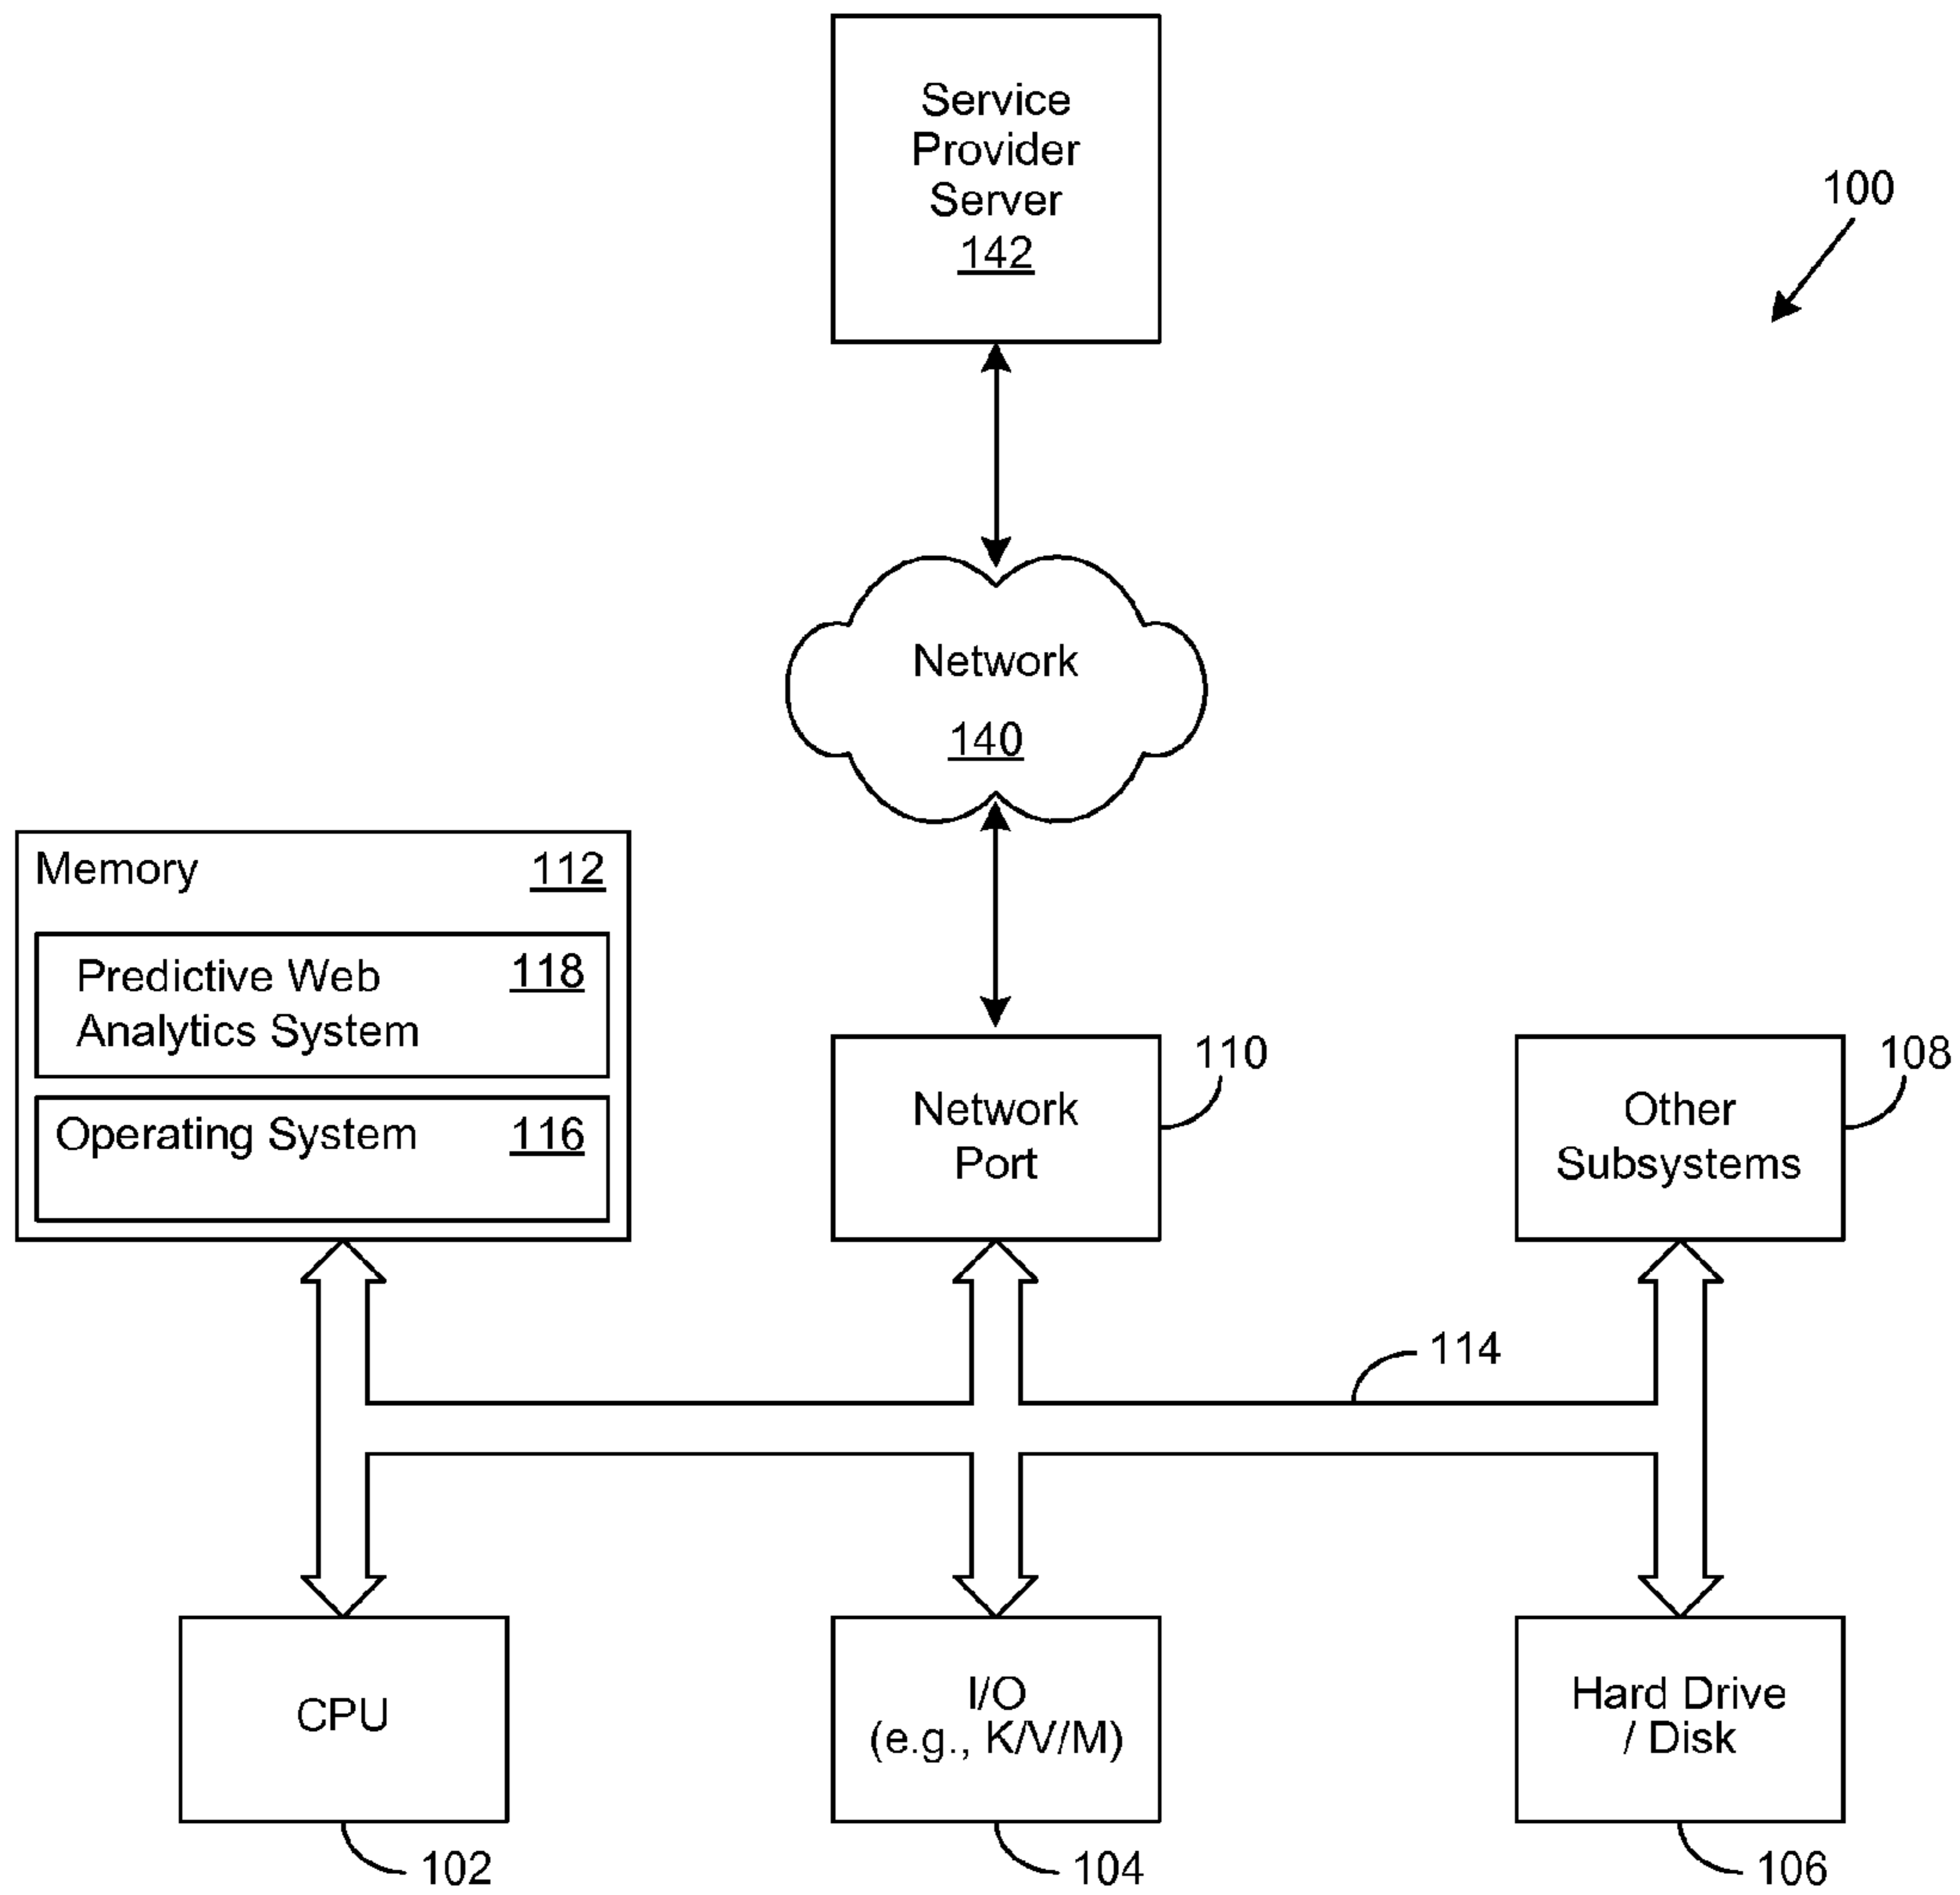 Service
Provider
Server
142
100
Network
140
Memory 112
Predictive Web 118
Analytics System
Operating System 116
Network
Port
110
Other
Subsystems
108
114
CPU
102
I/O
(e.g., K/V/M)
104
Hard Drive
/ Disk
106